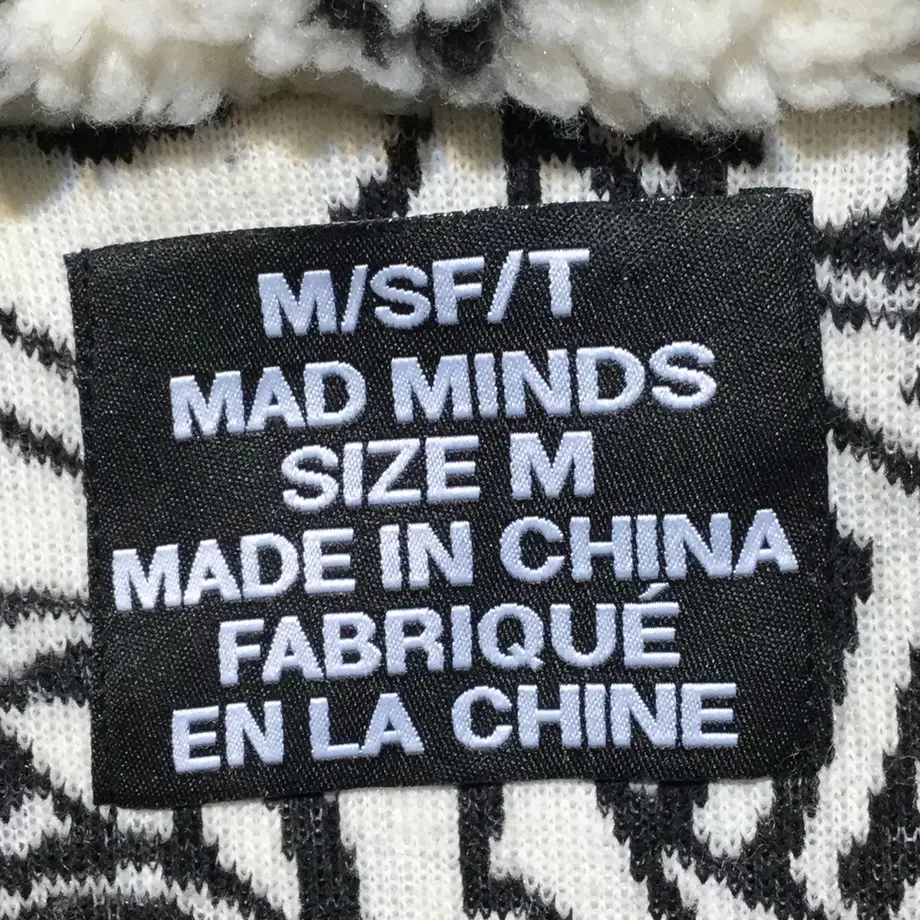 M/SF/T
MAD MINDS
SIZE M
MADE IN CHINA
FABRIQUÉ
EN LA CHINE